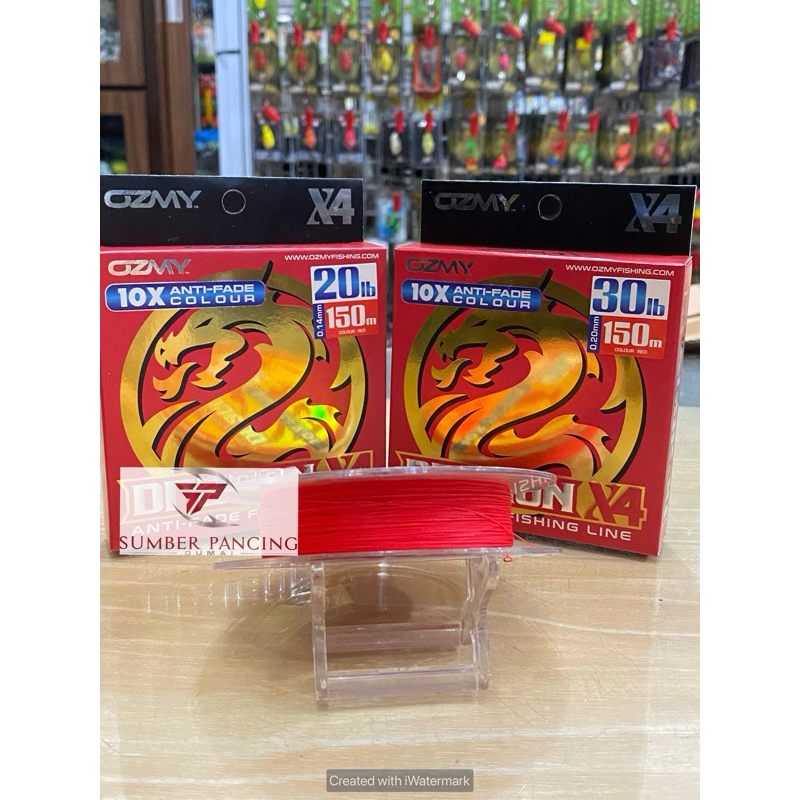 OZMY
X4
OZMY
WWW.OZMYFISHING.COM
10X ANTI-FADE
COLOUR
20lb
0.14mm
150m
COLOUR : RED
OZMY
X4
OZMY
WWW.OZMYFISHING.COM
10X ANTI-FADE
COLOUR
30lb
0.20mm
150m
COLOUR : RED
X4
FISHING LINE
SUMBER PANCING
DUMAI
Created with iWatermark